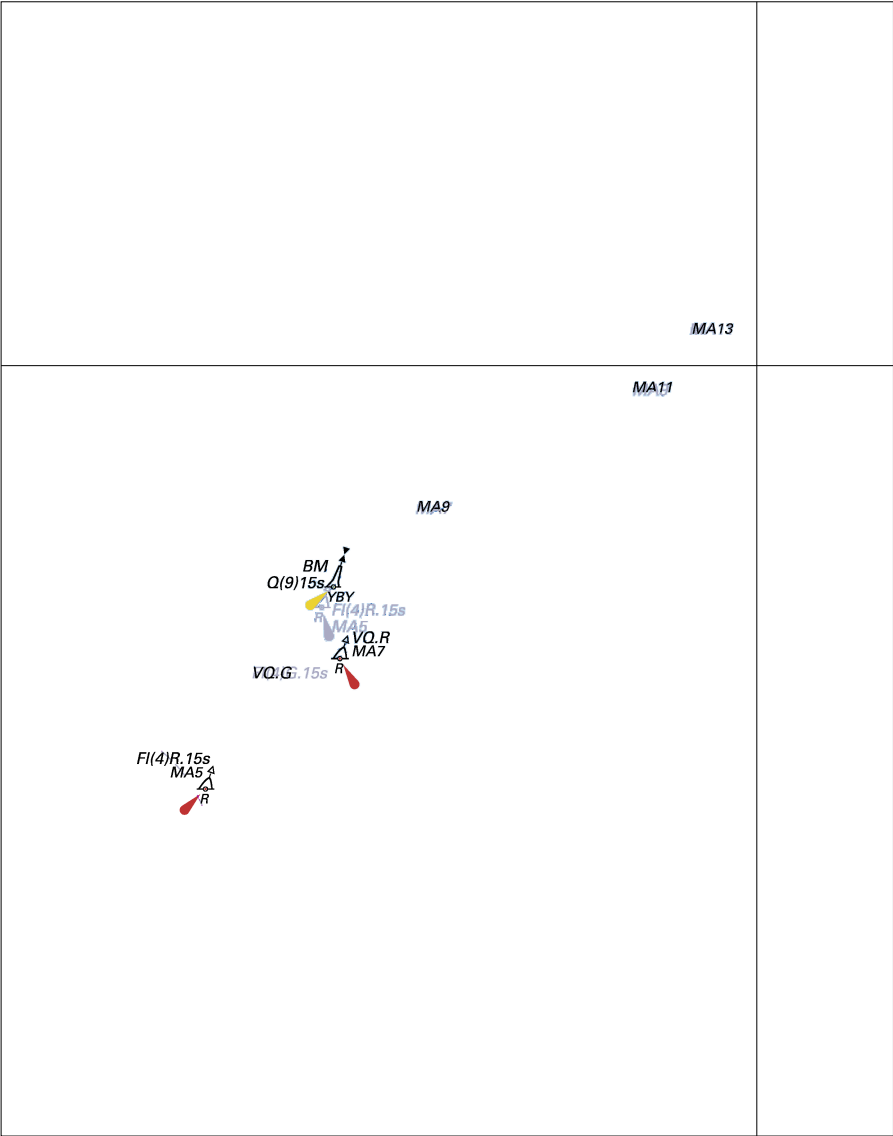 MA13
MA11
MA9
BM
Q(9)15s
YBY
Fl(4)R.15s
R
MA5
VQ.R
MA7
VQ.G
R
Fl(4)R.15s
MA5
R